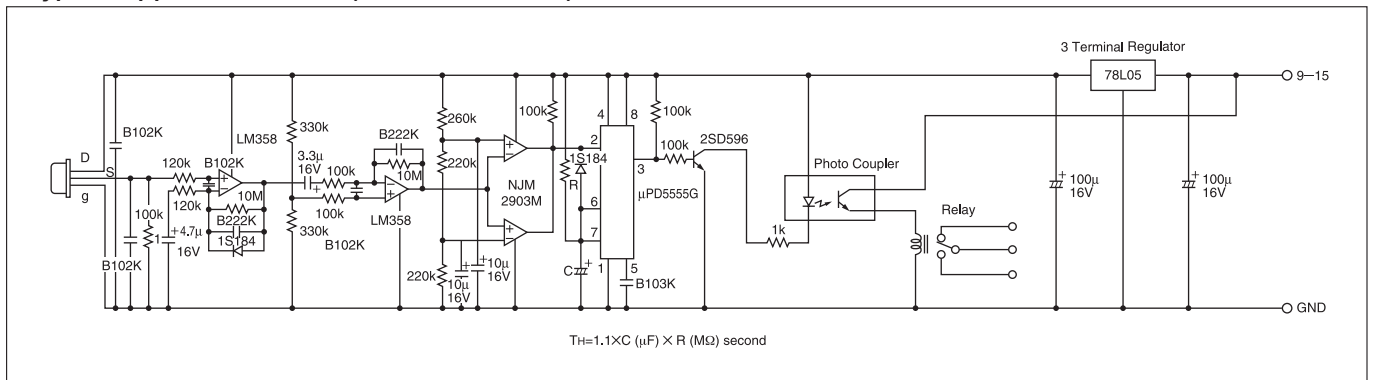 3 Terminal Regulator
78L05
9–15
4
8
100k
260k
100k
2SD596
B102K
LM358
330k
B222K
2
100k
Photo Coupler
D
3.3μ
16V
220k
1S184
3
S
120k
B102K
100k
10M
R
μPD5555G
100μ
16V
100μ
16V
g
120k
10M
NJM
2903M
6
Relay
100k
B222K
100k
LM358
7
1
+4.7μ
16V
1S184
330k
B102K
1k
B102K
220k
+
10μ
16V
+
10μ
16V
C
+
1
5
B103K
GND
TH=1.1×C (μF) × R (MΩ) second